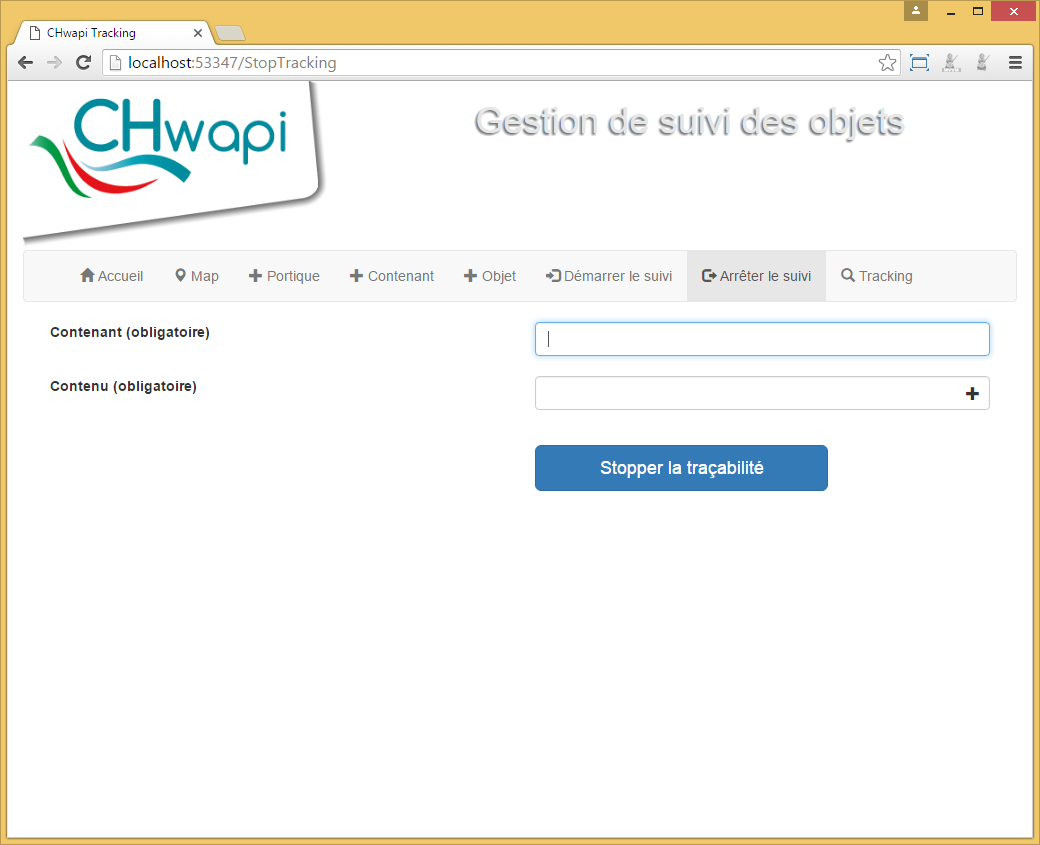 CHwapi Tracking
localhost:53347/StopTracking
CHwapi
Gestion de suivi des objets
Accueil Map Portique Contenant Objet Démarrer le suivi Arrêter le suivi Tracking
Contenant (obligatoire)
Contenu (obligatoire)
Stopper la traçabilité